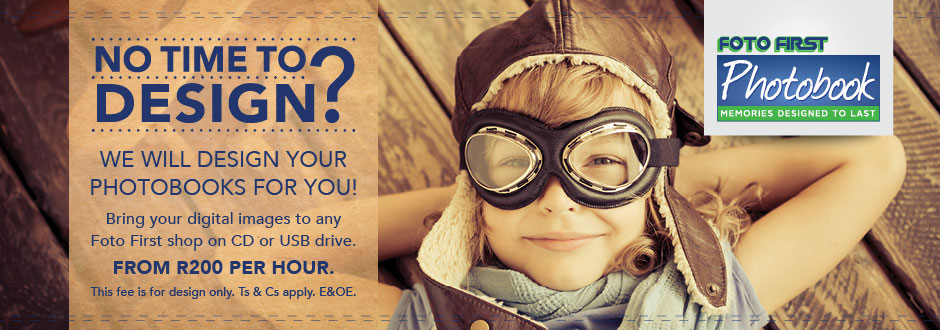 NO TIME TO
DESIGN?
WE WILL DESIGN YOUR
PHOTOBOOKS FOR YOU!
Bring your digital images to any
Foto First shop on CD or USB drive.
FROM R200 PER HOUR.
This fee is for design only. Ts & Cs apply. E&OE.
FOTO FIRST
Photobook
MEMORIES DESIGNED TO LAST